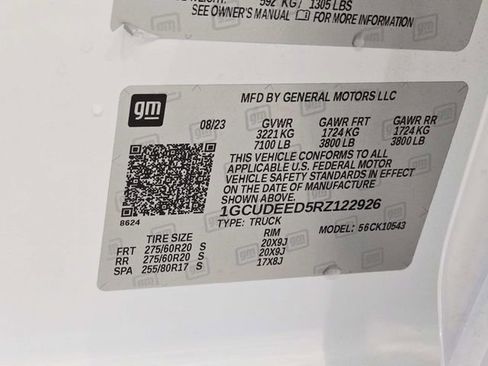 592 KG / 1305 LBS
SEE OWNER'S MANUAL FOR MORE INFORMATION
gm
MFD BY GENERAL MOTORS LLC
08/23 GVWR GAWR FRT GAWR RR
3221 KG 1724 KG 1724 KG
7100 LB 3800 LB 3800 LB
THIS VEHICLE CONFORMS TO ALL
APPLICABLE U.S. FEDERAL MOTOR
VEHICLE SAFETY STANDARDS IN EFFECT
ON THE DATE OF MANUFACTURE
SHOWN ABOVE.
1GCUDEED5RZ122926
8624
TYPE: TRUCK MODEL: 56CK10543
TIRE SIZE RIM
FRT 275/60R20 S 20X9J
RR 275/60R20 S 20X9J
SPA 255/80R17 S 17X8J